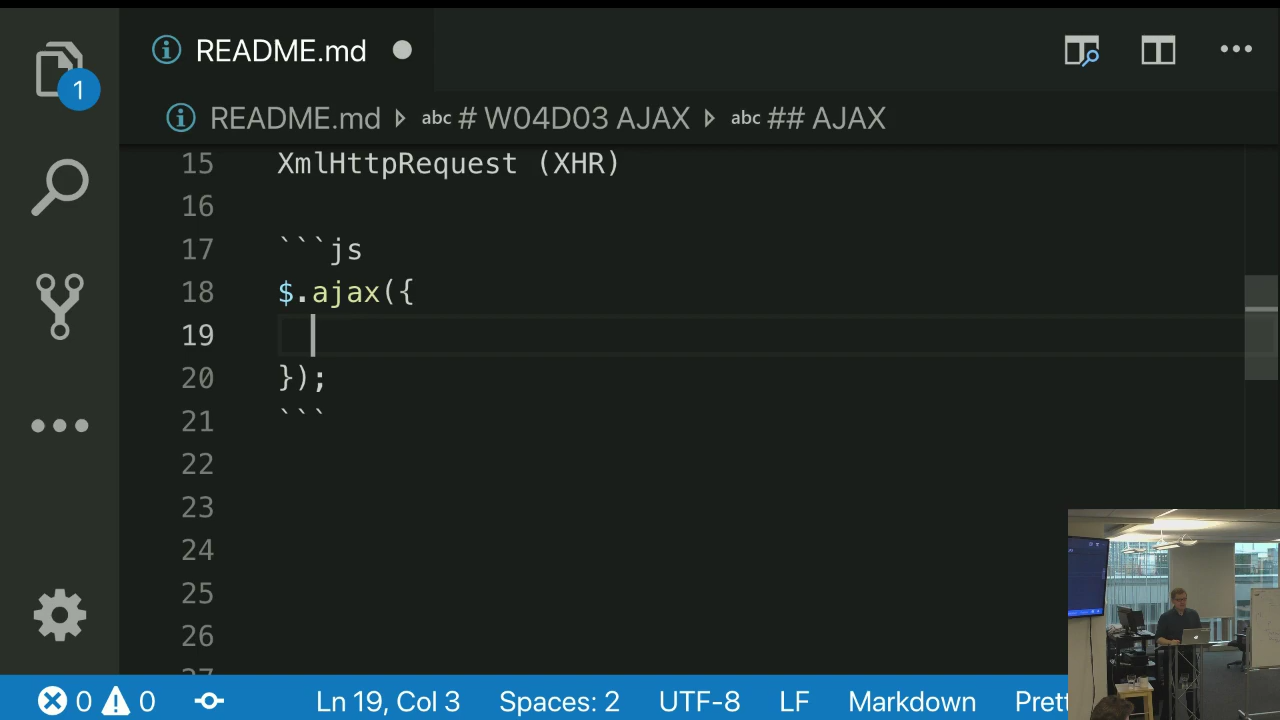 1
README.md
README.md abc # W04D03 AJAX abc ## AJAX
15 XmlHttpRequest (XHR)
16
17 ```js
18 $.ajax({
19
20 });
21 ```
22
23
24
25
26
27
0 0 Ln 19, Col 3 Spaces: 2 UTF-8 LF Markdown Prett